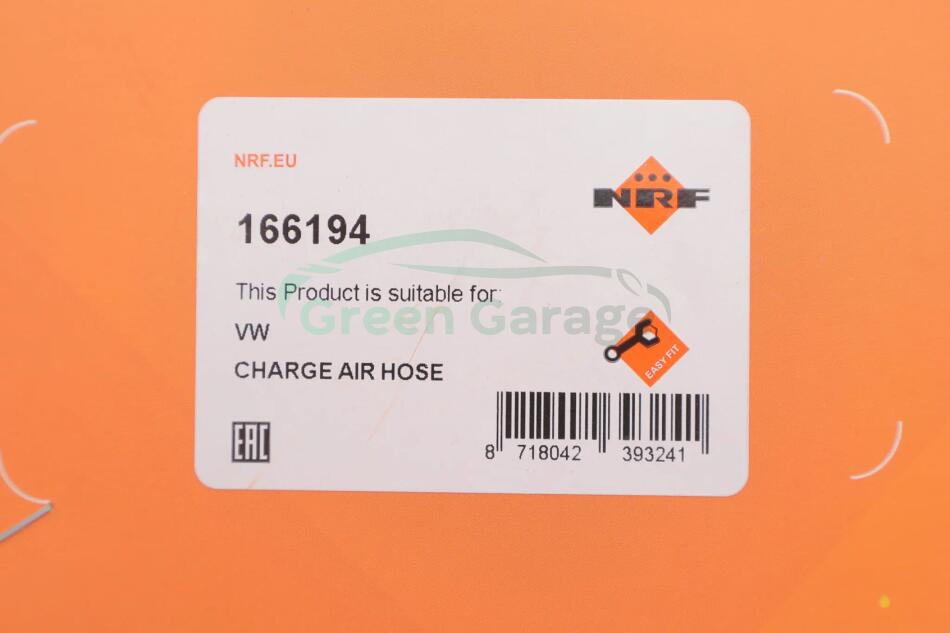 NRF.EU
NRF
166194
This Product is suitable for:
Green Garage
VW
EASY FIT
CHARGE AIR HOSE
EAC
8 718042 393241